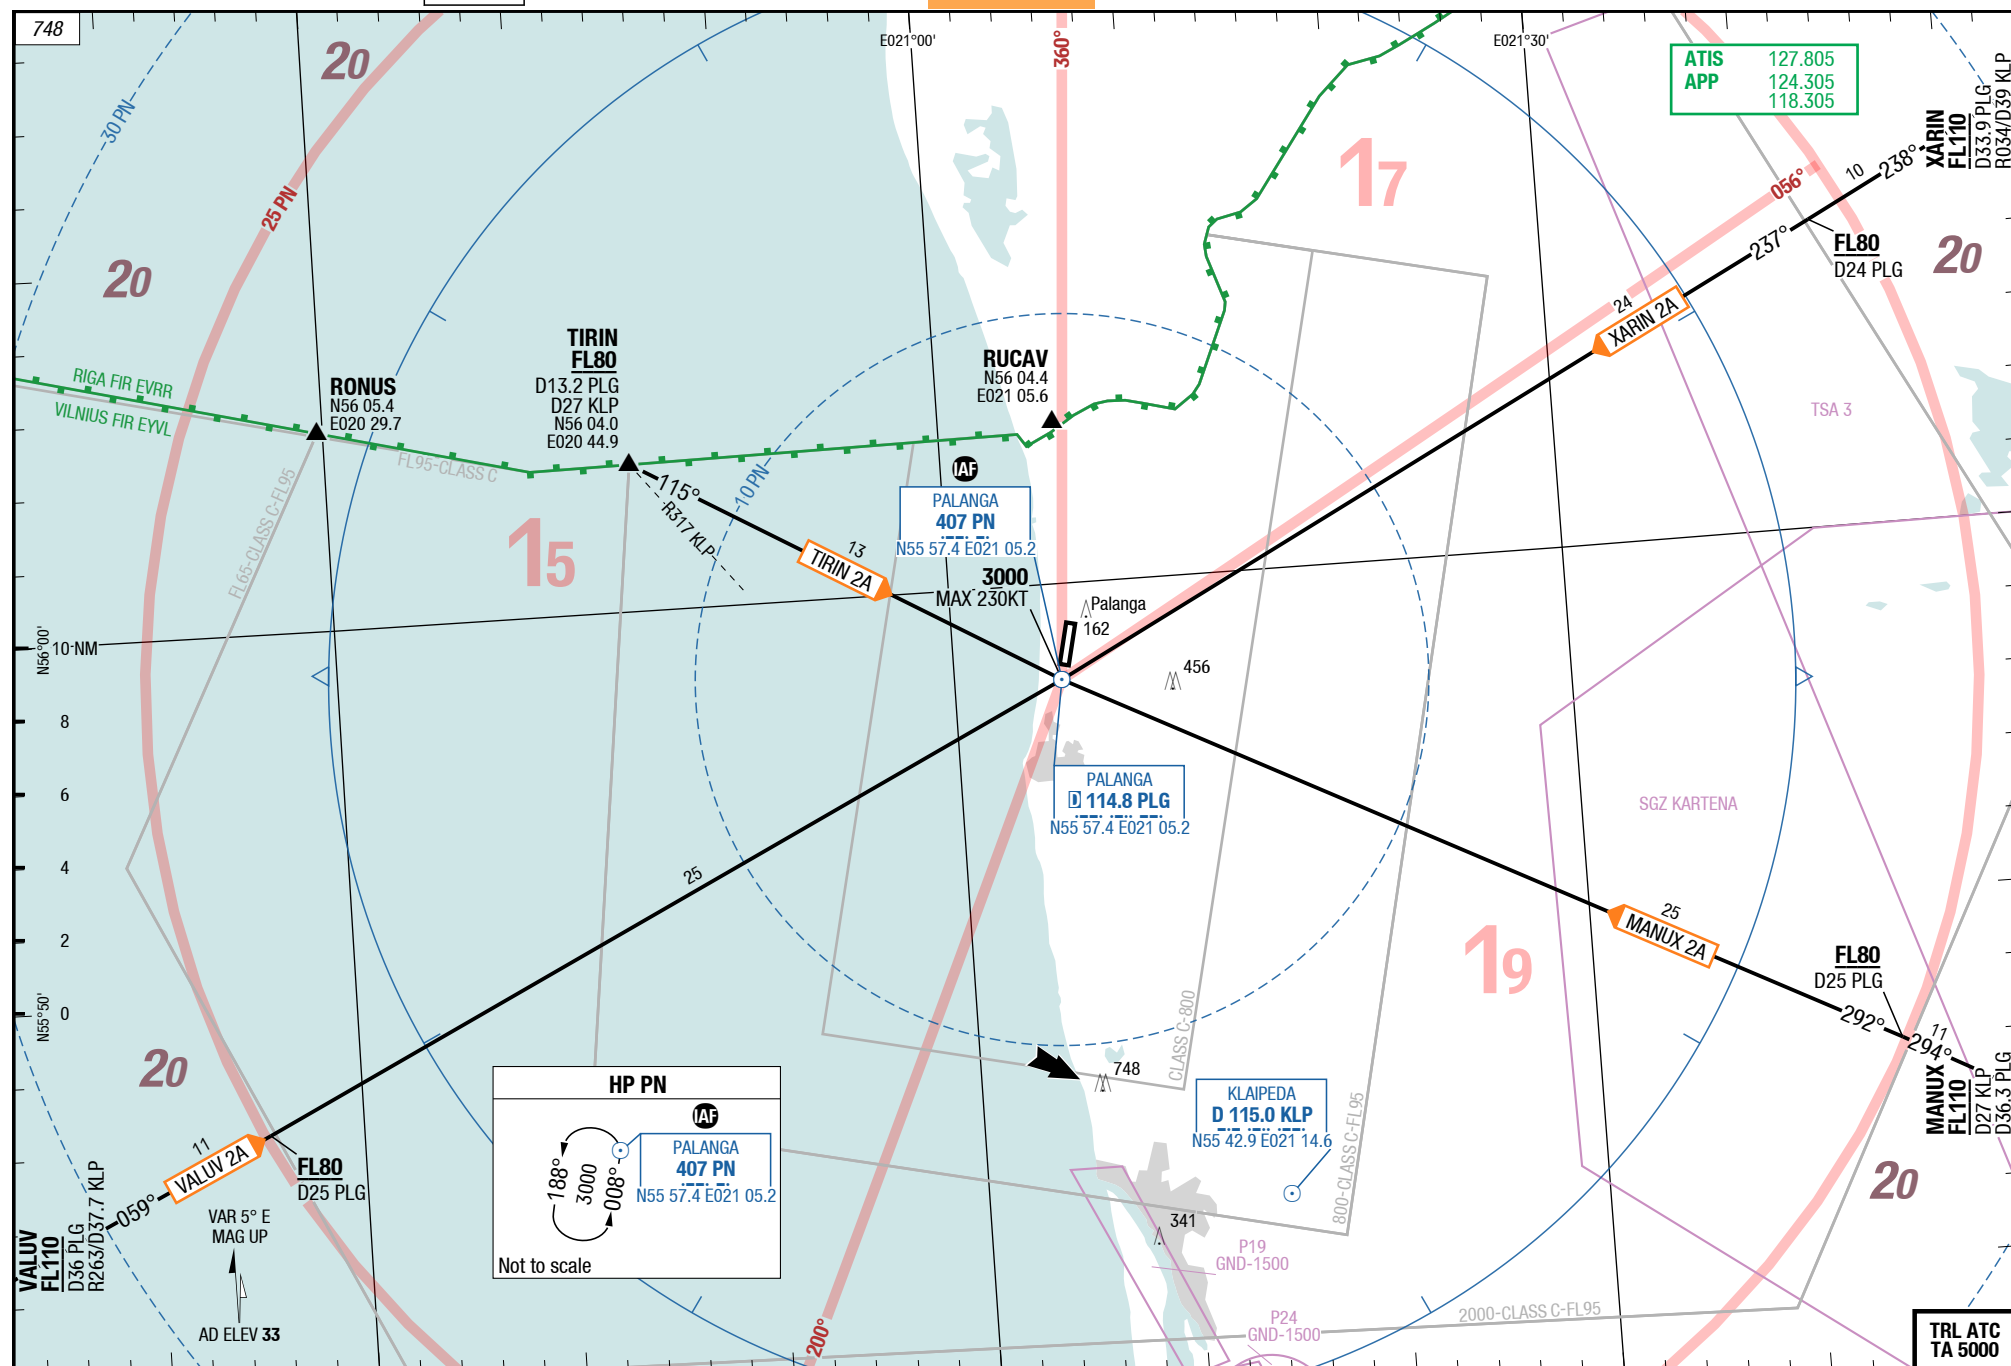 748
20
360°
E021°00'
E021°30'
ATIS 127.805
APP 124.305
118.305
XARIN
FL110
D33.9 PLG
R034/D39 KLP
30 PN
25 PN
17
10
238°
056°
237°
FL80
D24 PLG
20
20
24
XARIN 2A
TIRIN
FL80
D13.2 PLG
D27 KLP
N56 04.0
E020 44.9
RUCAV
N56 04.4
E021 05.6
RIGA FIR EVRR
VILNIUS FIR EYVL
RONUS
N56 05.4
E020 29.7
TSA 3
FL95-CLASS C
FL65-CLASS C-FL95
115°
R317 KLP
10 PN
IAF
PALANGA
407 PN
N55 57.4 E021 05.2
15
13
TIRIN 2A
3000
MAX 230KT
Palanga
162
N56°00'
10 NM
456
8
6
4
2
0
N55°50'
PALANGA
D 114.8 PLG
N55 57.4 E021 05.2
SGZ KARTENA
25
25
MANUX 2A
19
FL80
D25 PLG
292°
11
294°
MANUX
FL110
D27 KLP
D36.3 PLG
CLASS C-800
748
20
KLAIPEDA
D 115.0 KLP
N55 42.9 E021 14.6
800-CLASS C-FL95
HP PN
IAF
PALANGA
407 PN
N55 57.4 E021 05.2
188°
3000
008°
Not to scale
11
VALUV 2A
059°
FL80
D25 PLG
VALUV
FL110
D36 PLG
R263/D37.7 KLP
VAR 5° E
MAG UP
AD ELEV 33
20
341
P19
GND-1500
P24
GND-1500
2000-CLASS C-FL95
200°
TRL ATC
TA 5000